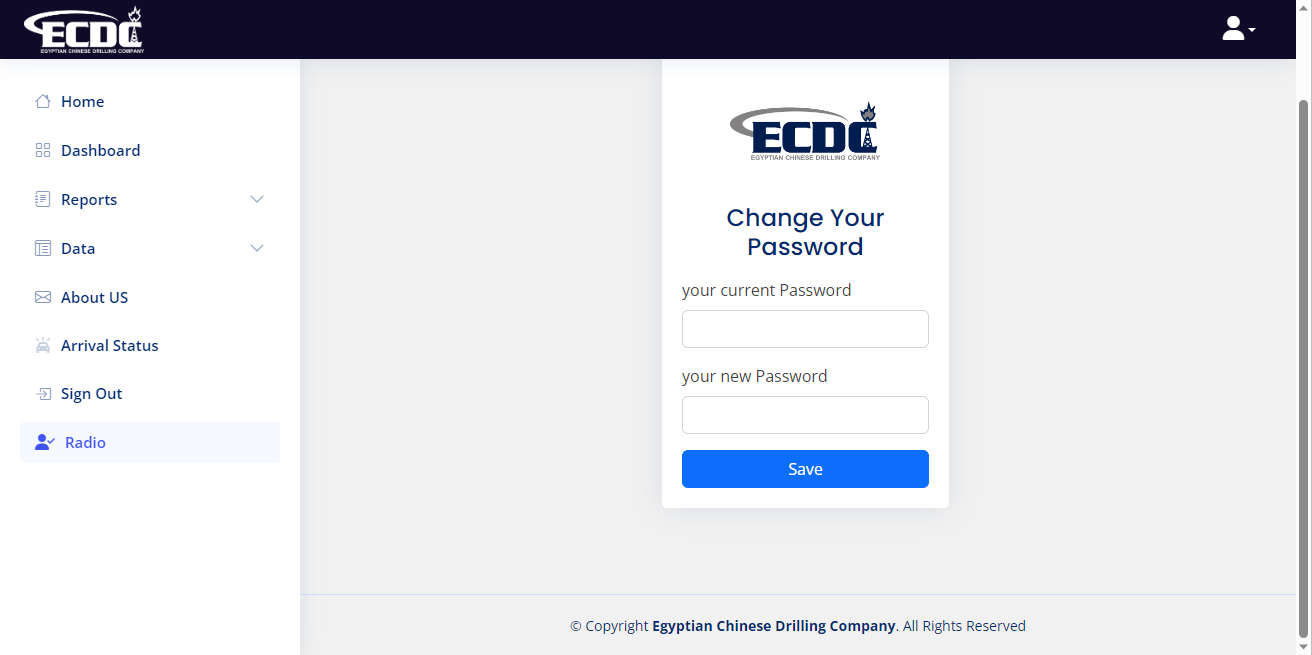 ECDC
EGYPTIAN CHINESE DRILLING COMPANY
Home
Dashboard
Reports
Data
About US
Arrival Status
Sign Out
Radio
ECDC
EGYPTIAN CHINESE DRILLING COMPANY
Change Your
Password
your current Password
your new Password
Save
© Copyright Egyptian Chinese Drilling Company. All Rights Reserved